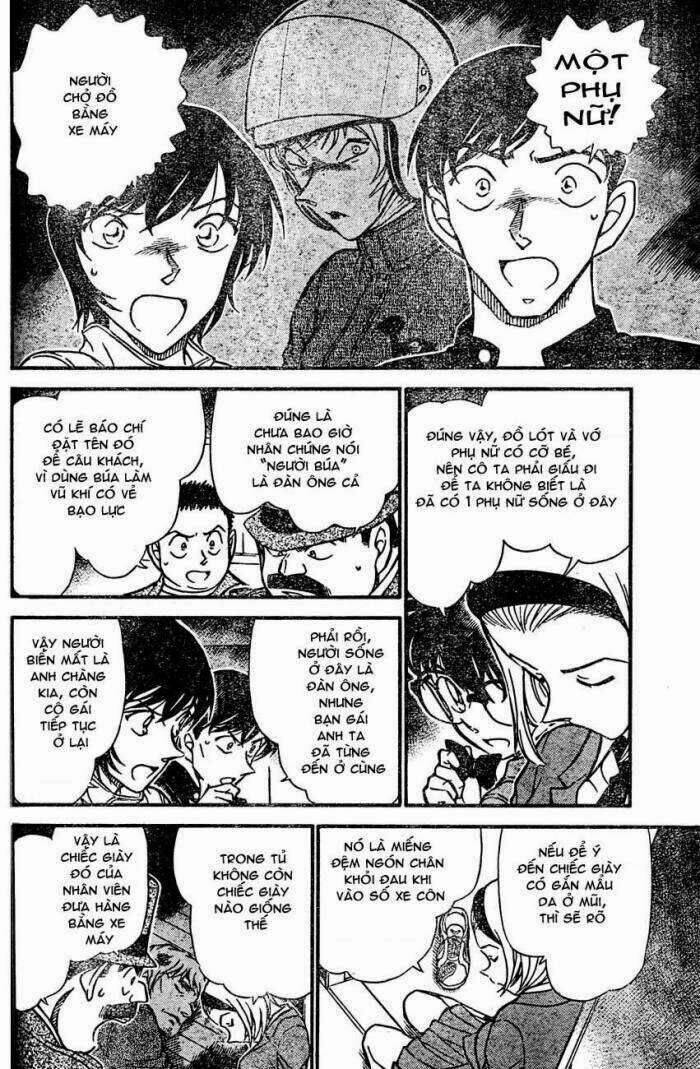 MỘT
PHỤ
NỮ!
NGƯỜI
CHỞ ĐỒ
BẰNG
XE MÁY
ĐÚNG VẬY, ĐỒ LÓT VÀ VỚ
PHỤ NỮ CÓ CỠ BÉ,
NÊN CÔ TA PHẢI GIẤU ĐI
ĐỂ TA KHÔNG BIẾT LÀ
ĐÃ CÓ 1 PHỤ NỮ SỐNG Ở ĐÂY
ĐÚNG LÀ
CHƯA BAO GIỜ
NHÂN CHỨNG NÓI
"NGƯỜI BÚA"
LÀ ĐÀN ÔNG CẢ
CÓ LẼ BÁO CHÍ
ĐẶT TÊN ĐÓ
ĐỂ CÂU KHÁCH,
VÌ DÙNG BÚA LÀM
VŨ KHÍ CÓ VẺ
BẠO LỰC
PHẢI RỒI,
NGƯỜI SỐNG
Ở ĐÂY LÀ
ĐÀN ÔNG,
NHƯNG
BẠN GÁI
ANH TA
ĐÃ TỪNG
ĐẾN Ở CÙNG
VẬY NGƯỜI
BIẾN MẤT LÀ
ANH CHÀNG
KIA, CÒN
CÔ GÁI
TIẾP TỤC
Ở LẠI
NẾU ĐỂ Ý
ĐẾN CHIẾC GIÀY
CÓ GẮN MẪU
DA Ở MŨI,
THÌ SẼ RÕ
NÓ LÀ MIẾNG
ĐỆM NGÓN CHÂN
KHỎI ĐAU KHI
VÀO SỐ XE CÔN
TRONG TỦ
KHÔNG CÒN
CHIẾC GIÀY
NÀO GIỐNG
THẾ
VẬY LÀ
CHIẾC GIÀY
ĐÓ CỦA
NHÂN VIÊN
ĐƯA HÀNG
BẰNG XE
MÁY